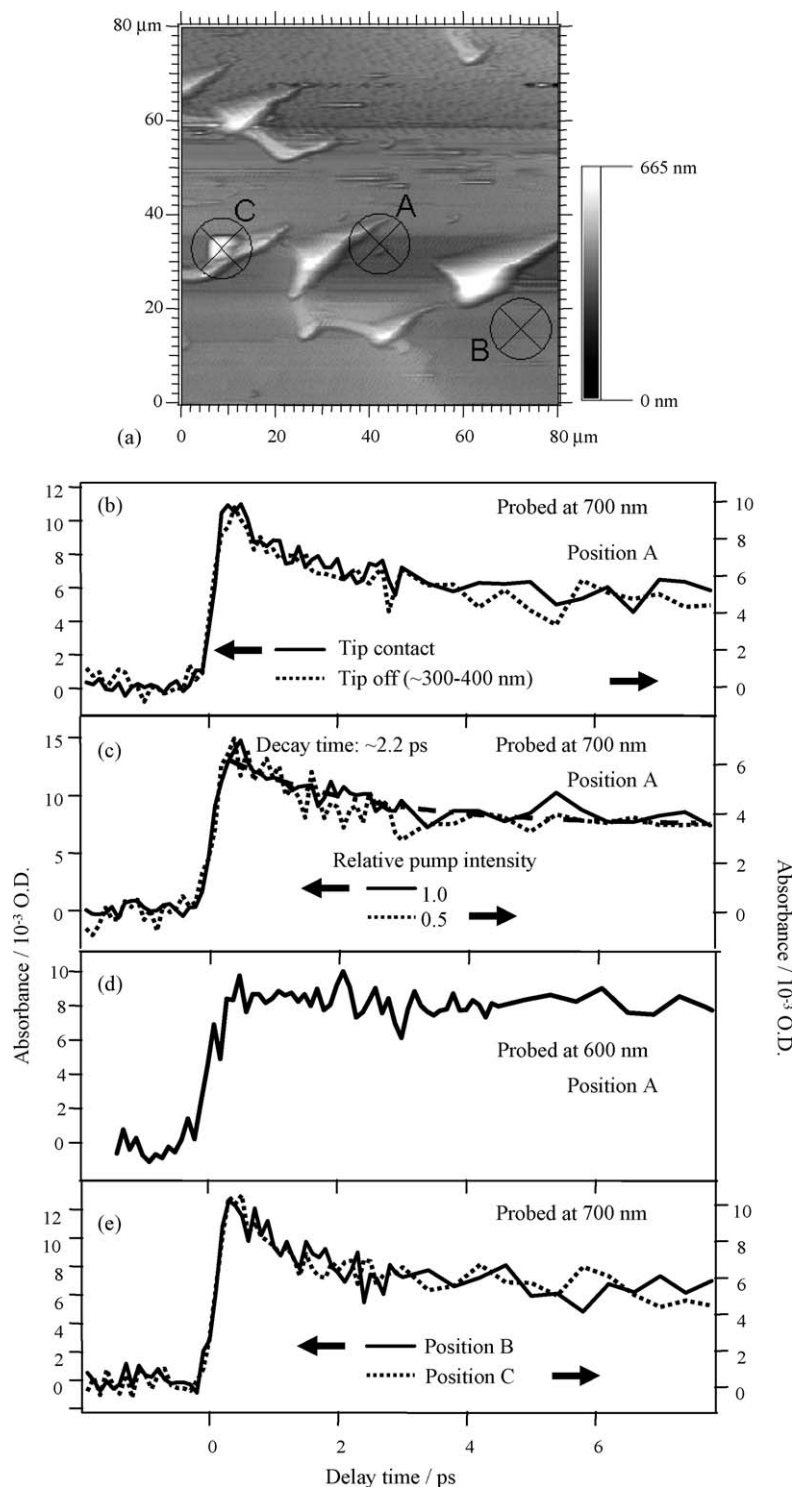 80 μm
60
40
20
0
C
A
B
665 nm
0 nm
(a)
0 20 40 60 80 μm
(b)
Probed at 700 nm
Position A
Tip contact
Tip off (~300-400 nm)
12
10
8
6
4
2
0
10
8
6
4
2
0
(c)
Decay time: ~2.2 ps
Probed at 700 nm
Position A
Relative pump intensity
1.0
0.5
15
10
5
0
6
4
2
0
Absorbance / 10⁻³ O.D.
Absorbance / 10⁻³ O.D.
(d)
Probed at 600 nm
Position A
10
8
6
4
2
0
(e)
Probed at 700 nm
Position B
Position C
12
10
8
6
4
2
0
10
8
6
4
2
0
0 2 4 6
Delay time / ps